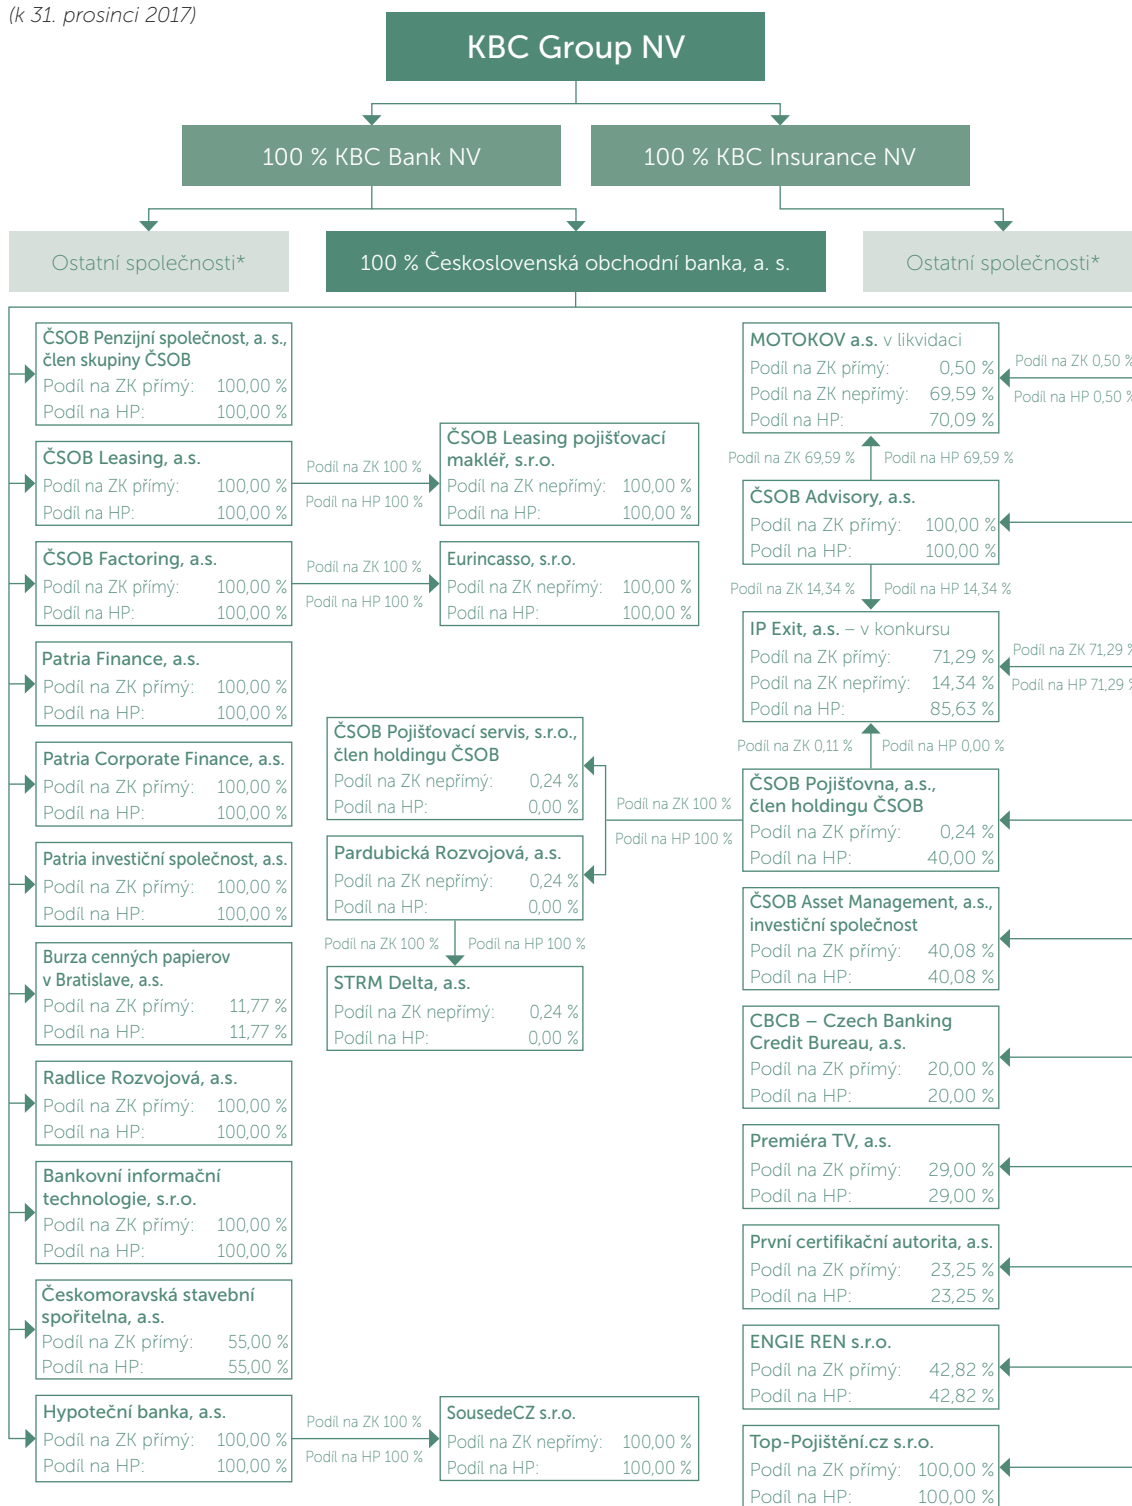 (k 31. prosinci 2017)
KBC Group NV
100 % KBC Bank NV
100 % KBC Insurance NV
Ostatní společnosti*
100 % Československá obchodní banka, a. s.
Ostatní společnosti*
ČSOB Penzijní společnost, a. s.,
člen skupiny ČSOB
Podíl na ZK přímý: 100,00 %
Podíl na HP: 100,00 %
ČSOB Leasing, a.s.
Podíl na ZK přímý: 100,00 %
Podíl na HP: 100,00 %
Podíl na ZK 100 %
Podíl na HP 100 %
ČSOB Leasing pojišťovací
makléř, s.r.o.
Podíl na ZK nepřímý: 100,00 %
Podíl na HP: 100,00 %
ČSOB Factoring, a.s.
Podíl na ZK přímý: 100,00 %
Podíl na HP: 100,00 %
Podíl na ZK 100 %
Podíl na HP 100 %
Eurincasso, s.r.o.
Podíl na ZK nepřímý: 100,00 %
Podíl na HP: 100,00 %
Patria Finance, a.s.
Podíl na ZK přímý: 100,00 %
Podíl na HP: 100,00 %
Patria Corporate Finance, a.s.
Podíl na ZK přímý: 100,00 %
Podíl na HP: 100,00 %
Patria investiční společnost, a.s.
Podíl na ZK přímý: 100,00 %
Podíl na HP: 100,00 %
Burza cenných papierov
v Bratislave, a.s.
Podíl na ZK přímý: 11,77 %
Podíl na HP: 11,77 %
Radlice Rozvojová, a.s.
Podíl na ZK přímý: 100,00 %
Podíl na HP: 100,00 %
Bankovní informační
technologie, s.r.o.
Podíl na ZK přímý: 100,00 %
Podíl na HP: 100,00 %
Českomoravská stavební
spořitelna, a.s.
Podíl na ZK přímý: 55,00 %
Podíl na HP: 55,00 %
Hypoteční banka, a.s.
Podíl na ZK přímý: 100,00 %
Podíl na HP: 100,00 %
Podíl na ZK 100 %
Podíl na HP 100 %
SousedeCZ s.r.o.
Podíl na ZK nepřímý: 100,00 %
Podíl na HP: 100,00 %
ČSOB Pojišťovací servis, s.r.o.,
člen holdingu ČSOB
Podíl na ZK nepřímý: 0,24 %
Podíl na HP: 0,00 %
Podíl na ZK 100 %
Podíl na HP 100 %
Pardubická Rozvojová, a.s.
Podíl na ZK nepřímý: 0,24 %
Podíl na HP: 0,00 %
Podíl na ZK 100 % Podíl na HP 100 %
STRM Delta, a.s.
Podíl na ZK nepřímý: 0,24 %
Podíl na HP: 0,00 %
MOTOKOV a.s. v likvidaci
Podíl na ZK přímý: 0,50 %
Podíl na ZK nepřímý: 69,59 %
Podíl na HP: 70,09 %
Podíl na ZK 0,50 %
Podíl na HP 0,50 %
Podíl na ZK 69,59 % Podíl na HP 69,59 %
ČSOB Advisory, a.s.
Podíl na ZK přímý: 100,00 %
Podíl na HP: 100,00 %
Podíl na ZK 14,34 % Podíl na HP 14,34 %
IP Exit, a.s. – v konkursu
Podíl na ZK přímý: 71,29 %
Podíl na ZK nepřímý: 14,34 %
Podíl na HP: 85,63 %
Podíl na ZK 71,29 %
Podíl na HP 71,29 %
Podíl na ZK 0,11 % Podíl na HP 0,00 %
ČSOB Pojišťovna, a.s.,
člen holdingu ČSOB
Podíl na ZK přímý: 0,24 %
Podíl na HP: 40,00 %
ČSOB Asset Management, a.s.,
investiční společnost
Podíl na ZK přímý: 40,08 %
Podíl na HP: 40,08 %
CBCB – Czech Banking
Credit Bureau, a.s.
Podíl na ZK přímý: 20,00 %
Podíl na HP: 20,00 %
Premiéra TV, a.s.
Podíl na ZK přímý: 29,00 %
Podíl na HP: 29,00 %
První certifikační autorita, a.s.
Podíl na ZK přímý: 23,25 %
Podíl na HP: 23,25 %
ENGIE REN s.r.o.
Podíl na ZK přímý: 42,82 %
Podíl na HP: 42,82 %
Top-Pojištění.cz s.r.o.
Podíl na ZK přímý: 100,00 %
Podíl na HP: 100,00 %